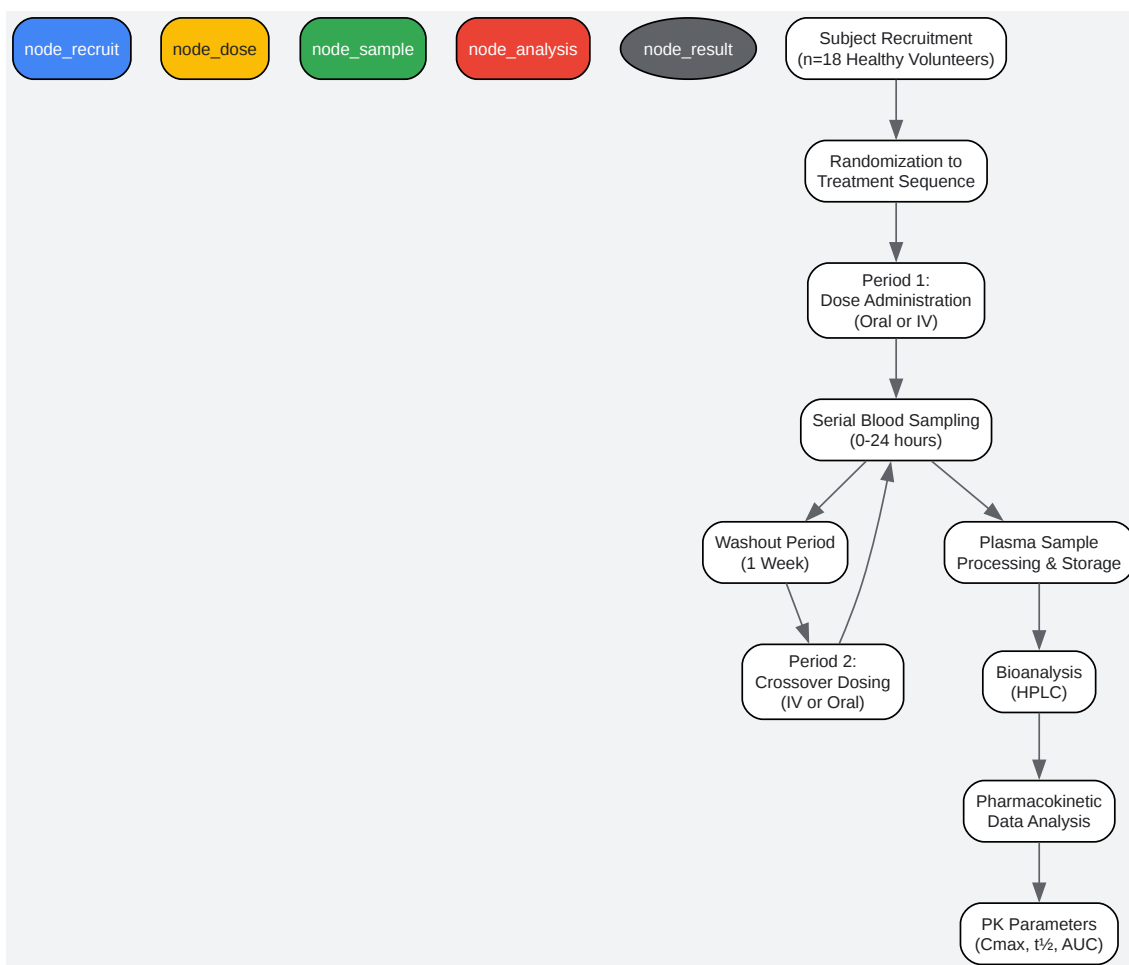 node_recruit
node_dose
node_sample
node_analysis
node_result
Subject Recruitment
(n=18 Healthy Volunteers)
Randomization to
Treatment Sequence
Period 1:
Dose Administration
(Oral or IV)
Serial Blood Sampling
(0-24 hours)
Washout Period
(1 Week)
Plasma Sample
Processing & Storage
Period 2:
Crossover Dosing
(IV or Oral)
Bioanalysis
(HPLC)
Pharmacokinetic
Data Analysis
PK Parameters
(Cmax, t½, AUC)